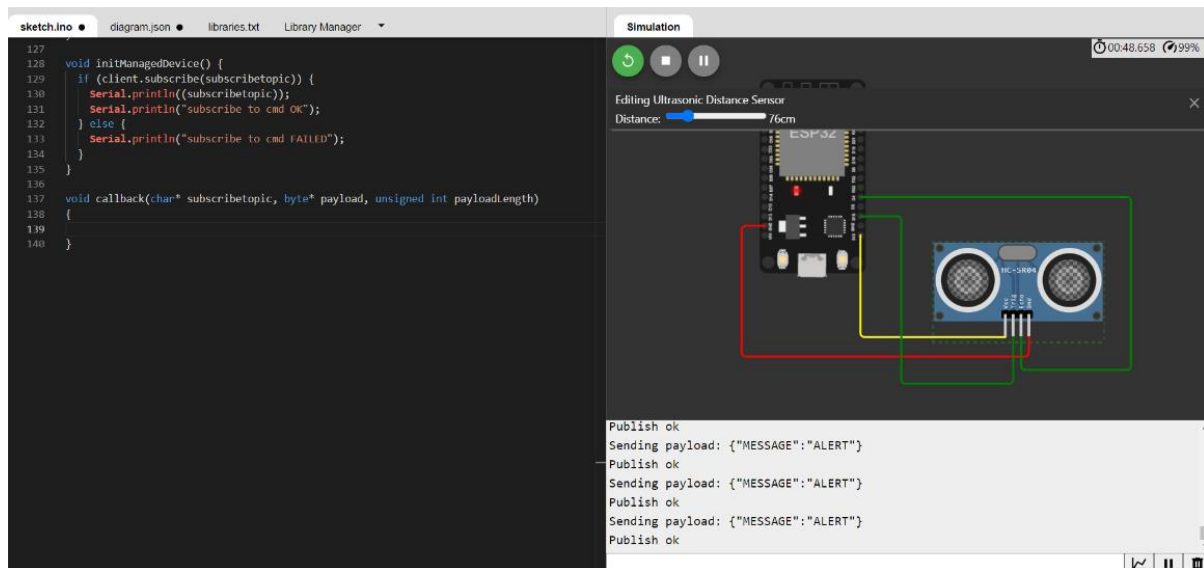 sketch.ino ● diagram.json ● libraries.txt Library Manager
127
128 void initManagedDevice() {
129 if (client.subscribe(subscribetopic)) {
130 Serial.println((subscribetopic));
131 Serial.println("subscribe to cmd OK");
132 } else {
133 Serial.println("subscribe to cmd FAILED");
134 }
135 }
136
137 void callback(char* subscribetopic, byte* payload, unsigned int payloadLength)
138 {
139
140 }
Simulation
00:48.658 99%
Editing Ultrasonic Distance Sensor
Distance: 76cm
ESP32
HC-SR04
Vcc
Trig
Echo
Gnd
Publish ok
Sending payload: {"MESSAGE":"ALERT"}
Publish ok
Sending payload: {"MESSAGE":"ALERT"}
Publish ok
Sending payload: {"MESSAGE":"ALERT"}
Publish ok